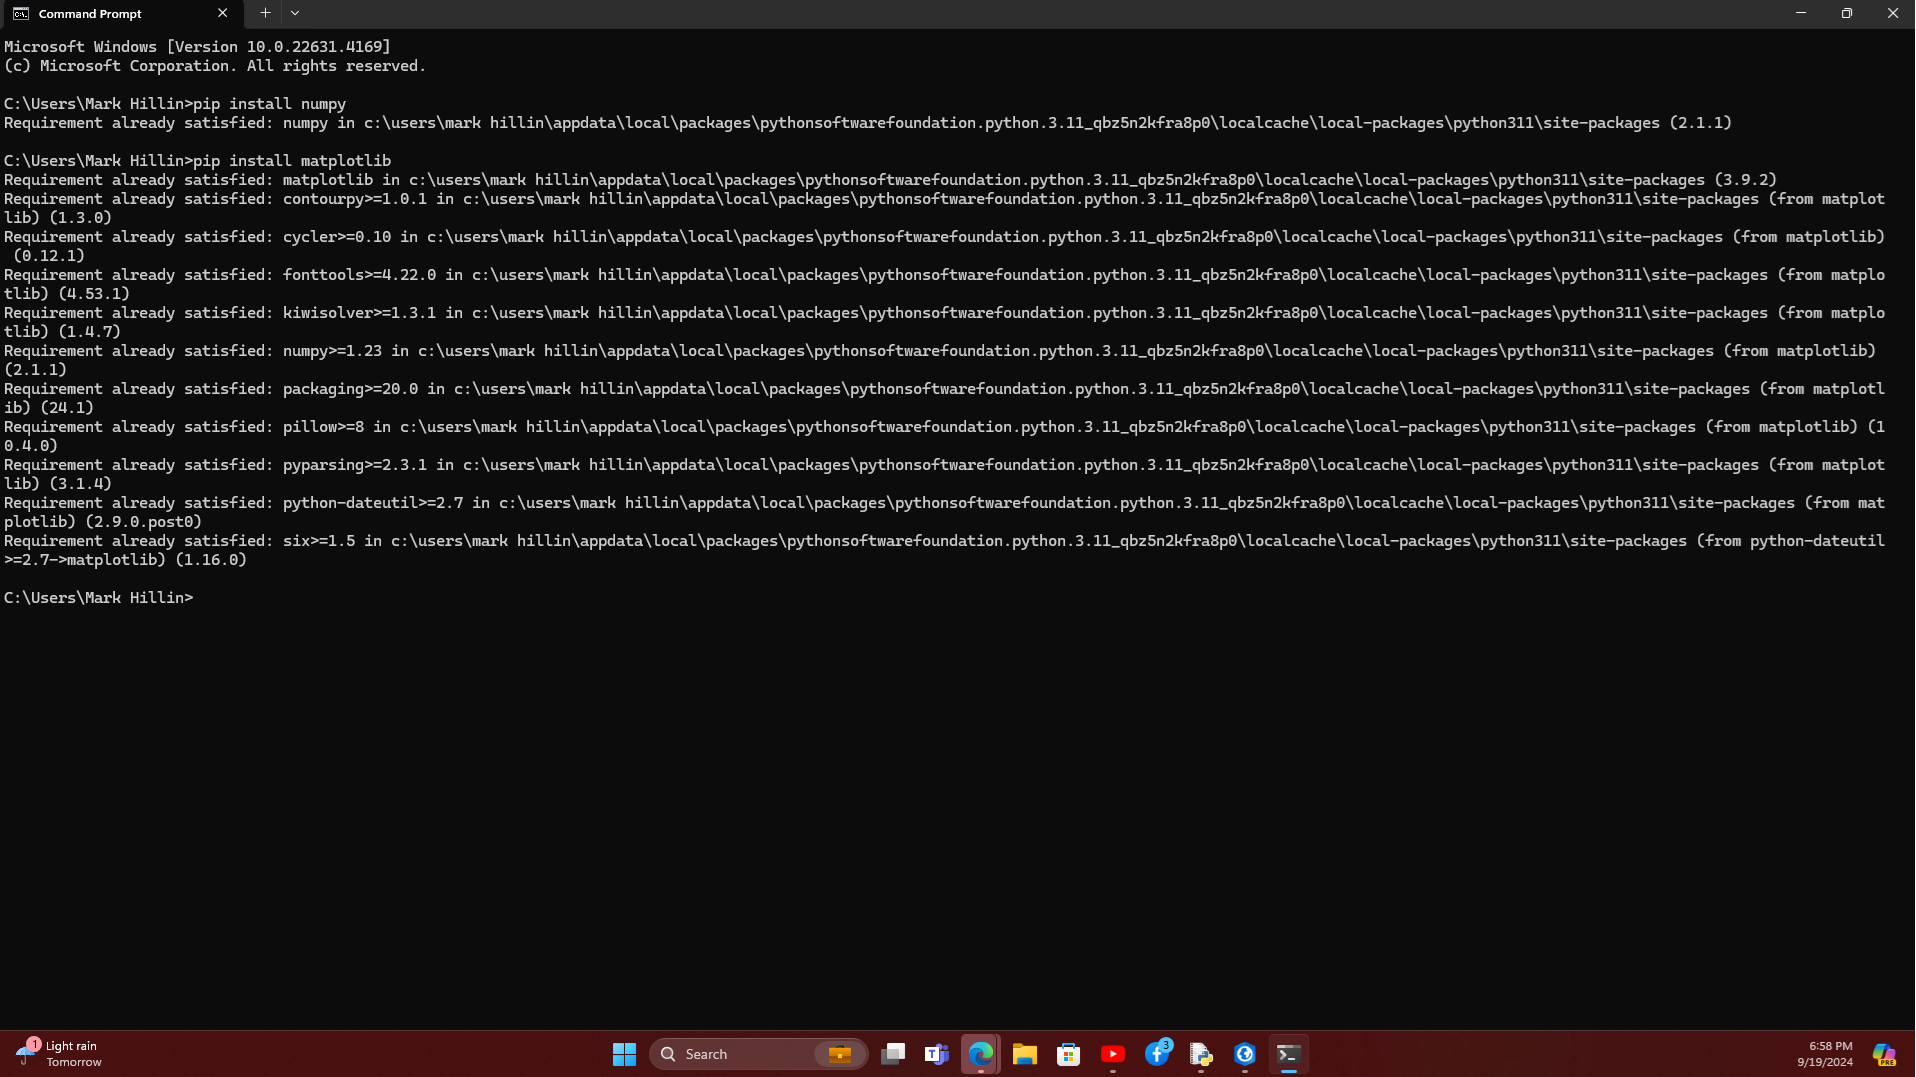 Command Prompt
Microsoft Windows [Version 10.0.22631.4169]
(c) Microsoft Corporation. All rights reserved.
C:\Users\Mark Hillin>pip install numpy
Requirement already satisfied: numpy in c:\users\mark hillin\appdata\local\packages\pythonsoftwarefoundation.python.3.11_qbz5n2kfra8p0\localcache\local-packages\python311\site-packages (2.1.1)
C:\Users\Mark Hillin>pip install matplotlib
Requirement already satisfied: matplotlib in c:\users\mark hillin\appdata\local\packages\pythonsoftwarefoundation.python.3.11_qbz5n2kfra8p0\localcache\local-packages\python311\site-packages (3.9.2)
Requirement already satisfied: contourpy>=1.0.1 in c:\users\mark hillin\appdata\local\packages\pythonsoftwarefoundation.python.3.11_qbz5n2kfra8p0\localcache\local-packages\python311\site-packages (from matplot
lib) (1.3.0)
Requirement already satisfied: cycler>=0.10 in c:\users\mark hillin\appdata\local\packages\pythonsoftwarefoundation.python.3.11_qbz5n2kfra8p0\localcache\local-packages\python311\site-packages (from matplotlib)
(0.12.1)
Requirement already satisfied: fonttools>=4.22.0 in c:\users\mark hillin\appdata\local\packages\pythonsoftwarefoundation.python.3.11_qbz5n2kfra8p0\localcache\local-packages\python311\site-packages (from matplo
tlib) (4.53.1)
Requirement already satisfied: kiwisolver>=1.3.1 in c:\users\mark hillin\appdata\local\packages\pythonsoftwarefoundation.python.3.11_qbz5n2kfra8p0\localcache\local-packages\python311\site-packages (from matplo
tlib) (1.4.7)
Requirement already satisfied: numpy>=1.23 in c:\users\mark hillin\appdata\local\packages\pythonsoftwarefoundation.python.3.11_qbz5n2kfra8p0\localcache\local-packages\python311\site-packages (from matplotlib)
(2.1.1)
Requirement already satisfied: packaging>=20.0 in c:\users\mark hillin\appdata\local\packages\pythonsoftwarefoundation.python.3.11_qbz5n2kfra8p0\localcache\local-packages\python311\site-packages (from matplotl
ib) (24.1)
Requirement already satisfied: pillow>=8 in c:\users\mark hillin\appdata\local\packages\pythonsoftwarefoundation.python.3.11_qbz5n2kfra8p0\localcache\local-packages\python311\site-packages (from matplotlib) (1
0.4.0)
Requirement already satisfied: pyparsing>=2.3.1 in c:\users\mark hillin\appdata\local\packages\pythonsoftwarefoundation.python.3.11_qbz5n2kfra8p0\localcache\local-packages\python311\site-packages (from matplot
lib) (3.1.4)
Requirement already satisfied: python-dateutil>=2.7 in c:\users\mark hillin\appdata\local\packages\pythonsoftwarefoundation.python.3.11_qbz5n2kfra8p0\localcache\local-packages\python311\site-packages (from mat
plotlib) (2.9.0.post0)
Requirement already satisfied: six>=1.5 in c:\users\mark hillin\appdata\local\packages\pythonsoftwarefoundation.python.3.11_qbz5n2kfra8p0\localcache\local-packages\python311\site-packages (from python-dateutil
>=2.7->matplotlib) (1.16.0)
C:\Users\Mark Hillin>
1
Light rain
Tomorrow
Search
3
6:58 PM
9/19/2024
PRE